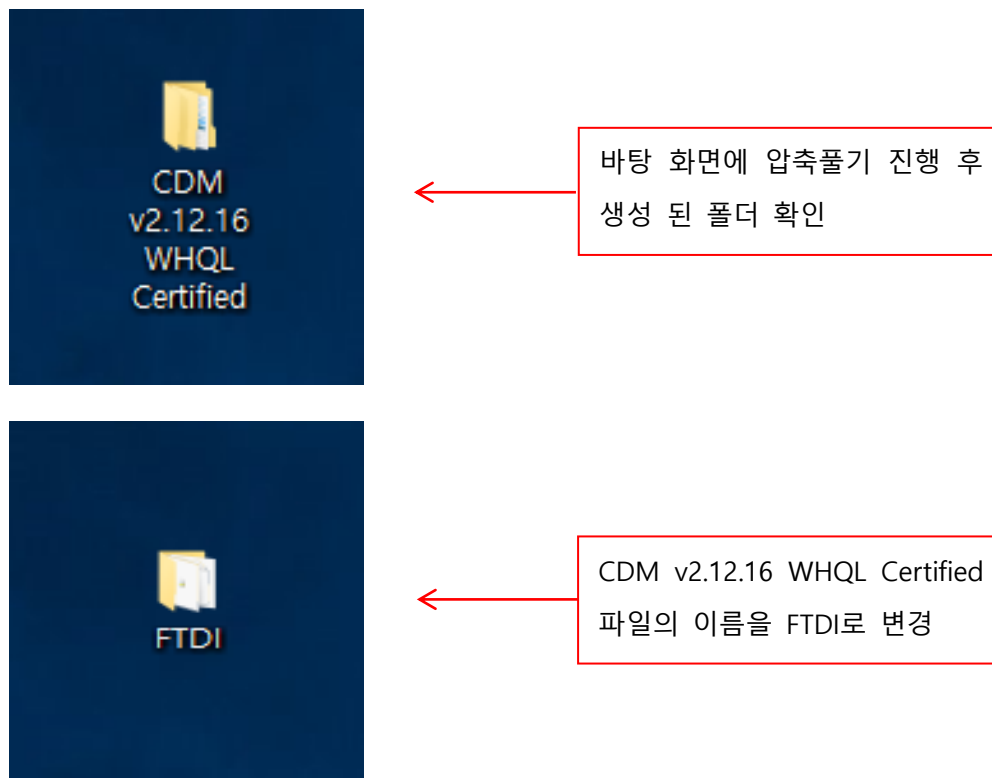 CDM
v2.12.16
WHQL
Certified
바탕 화면에 압축풀기 진행 후
생성 된 폴더 확인
FTDI
CDM v2.12.16 WHQL Certified
파일의 이름을 FTDI로 변경